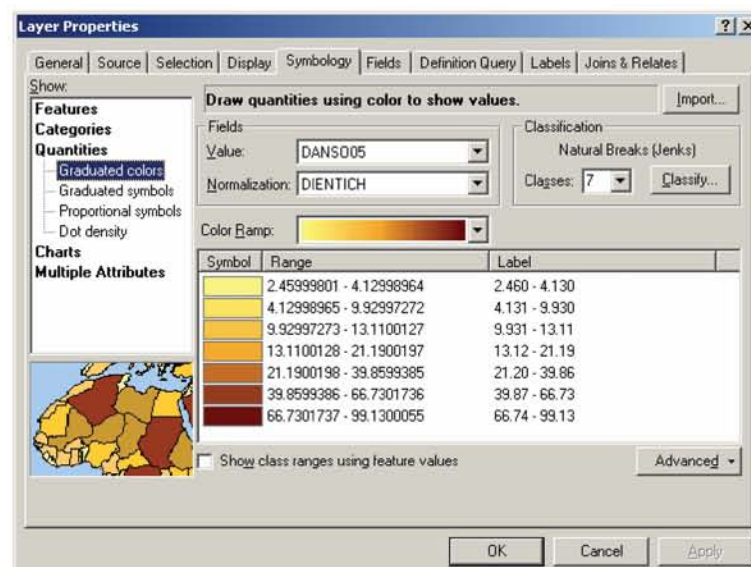 Layer Properties
General Source Selection Display Symbology Fields Definition Query Labels Joins & Relates
Show:
Features
Categories
Quantities
Graduated colors
Graduated symbols
Proportional symbols
Dot density
Charts
Multiple Attributes
Draw quantities using color to show values.
Import...
Fields
Value: DANSO05
Normalization: DIENTICH
Classification
Natural Breaks (Jenks)
Classes: 7 Classify...
Color Ramp:
Symbol Range Label
2.45999801 - 4.12998964 2.460 - 4.130
4.12998965 - 9.92997272 4.131 - 9.930
9.92997273 - 13.1100127 9.931 - 13.11
13.1100128 - 21.1900197 13.12 - 21.19
21.1900198 - 39.8599385 21.20 - 39.86
39.8599386 - 66.7301736 39.87 - 66.73
66.7301737 - 99.1300055 66.74 - 99.13
Show class ranges using feature values
Advanced
OK Cancel Apply